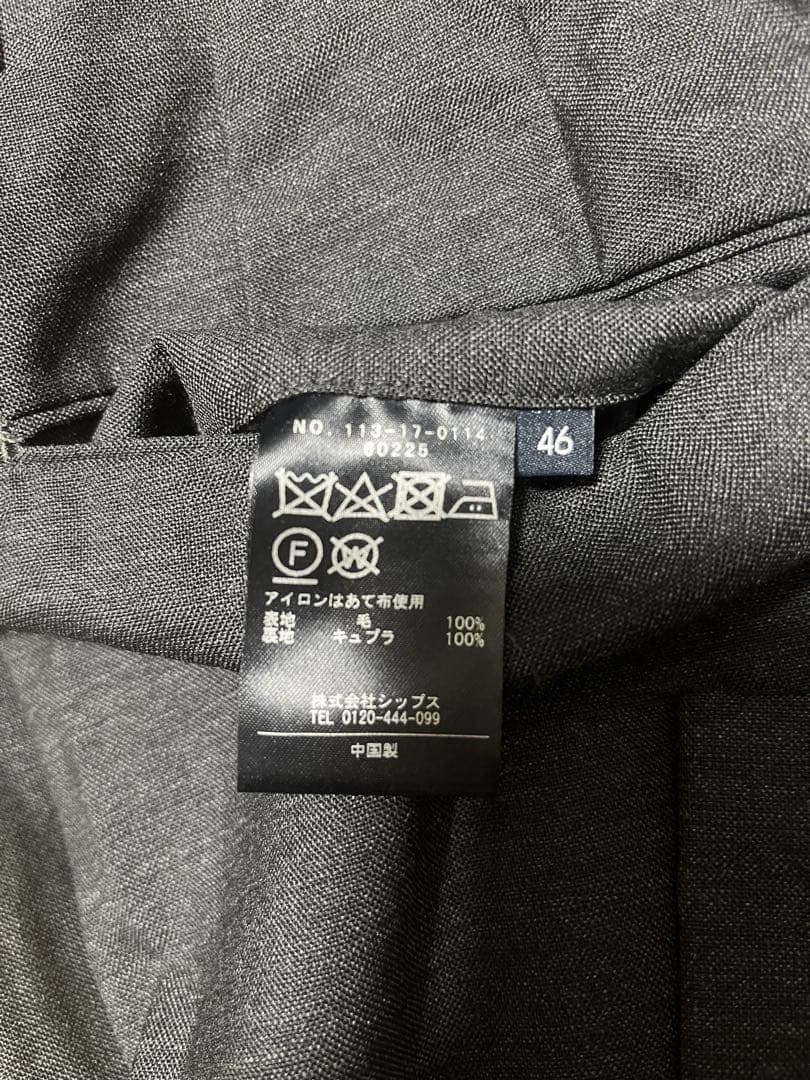 NO. 113-17-0114
60225
46
F
W
アイロンはあて布使用
表地 毛 100%
裏地 キュプラ 100%
株式会社シップス
TEL 0120-444-099
中国製